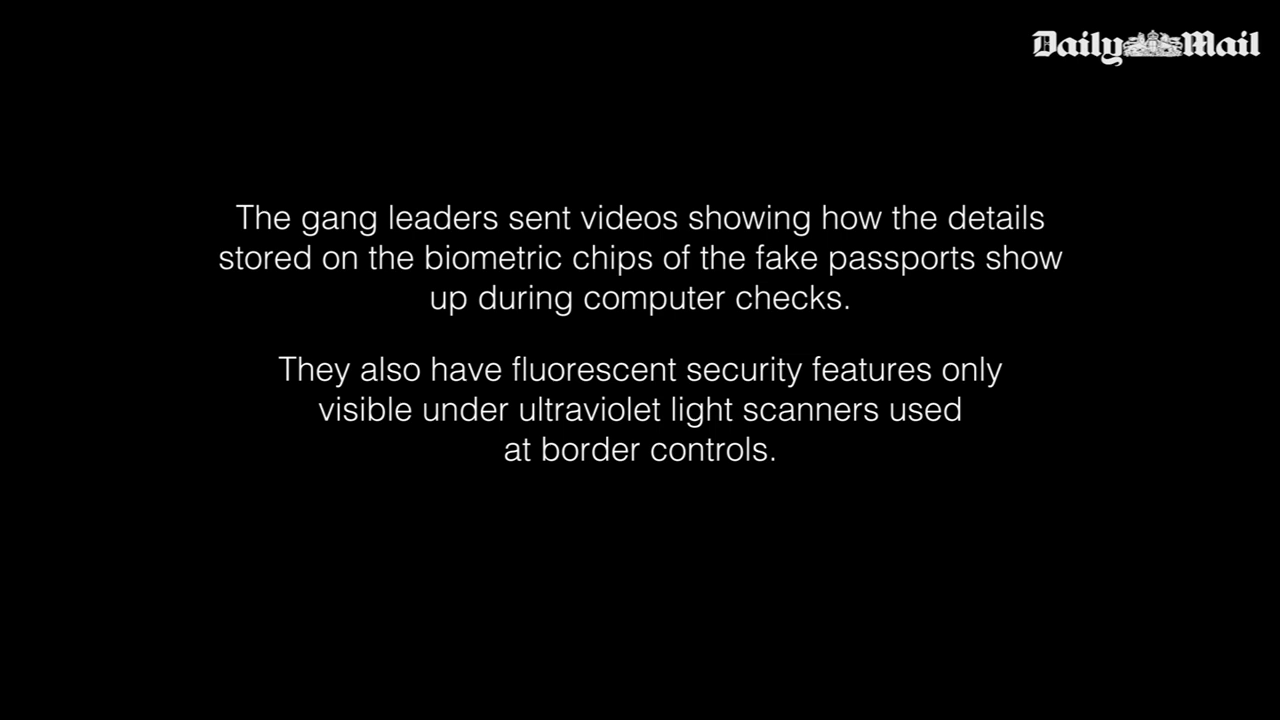 Daily Mail
The gang leaders sent videos showing how the details
stored on the biometric chips of the fake passports show
up during computer checks.
They also have fluorescent security features only
visible under ultraviolet light scanners used
at border controls.